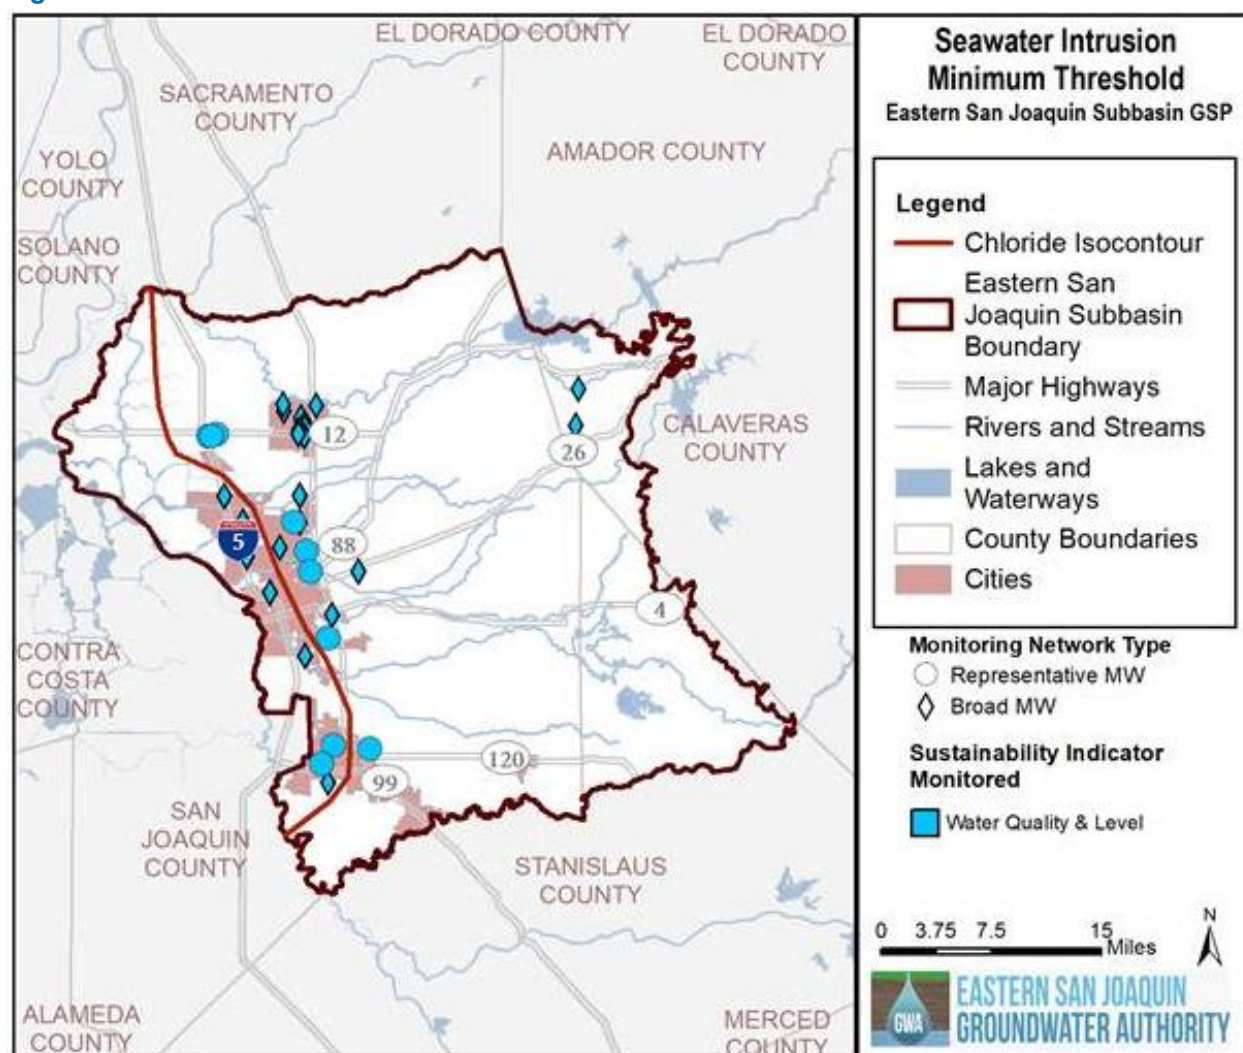 EL DORADO COUNTY
EL DORADO
COUNTY
SACRAMENTO
COUNTY
AMADOR COUNTY
YOLO
COUNTY
SOLANO
COUNTY
CALAVERAS
COUNTY
12
26
5
88
4
CONTRA
COSTA
COUNTY
120
99
SAN
JOAQUIN
COUNTY
STANISLAUS
COUNTY
ALAMEDA
COUNTY
MERCED
COUNTY
Seawater Intrusion
Minimum Threshold
Eastern San Joaquin Subbasin GSP
Legend
Chloride Isocontour
Eastern San
Joaquin Subbasin
Boundary
Major Highways
Rivers and Streams
Lakes and
Waterways
County Boundaries
Cities
Monitoring Network Type
Representative MW
Broad MW
Sustainability Indicator
Monitored
Water Quality & Level
0 3.75 7.5 15
Miles
N
GWA
EASTERN SAN JOAQUIN
GROUNDWATER AUTHORITY